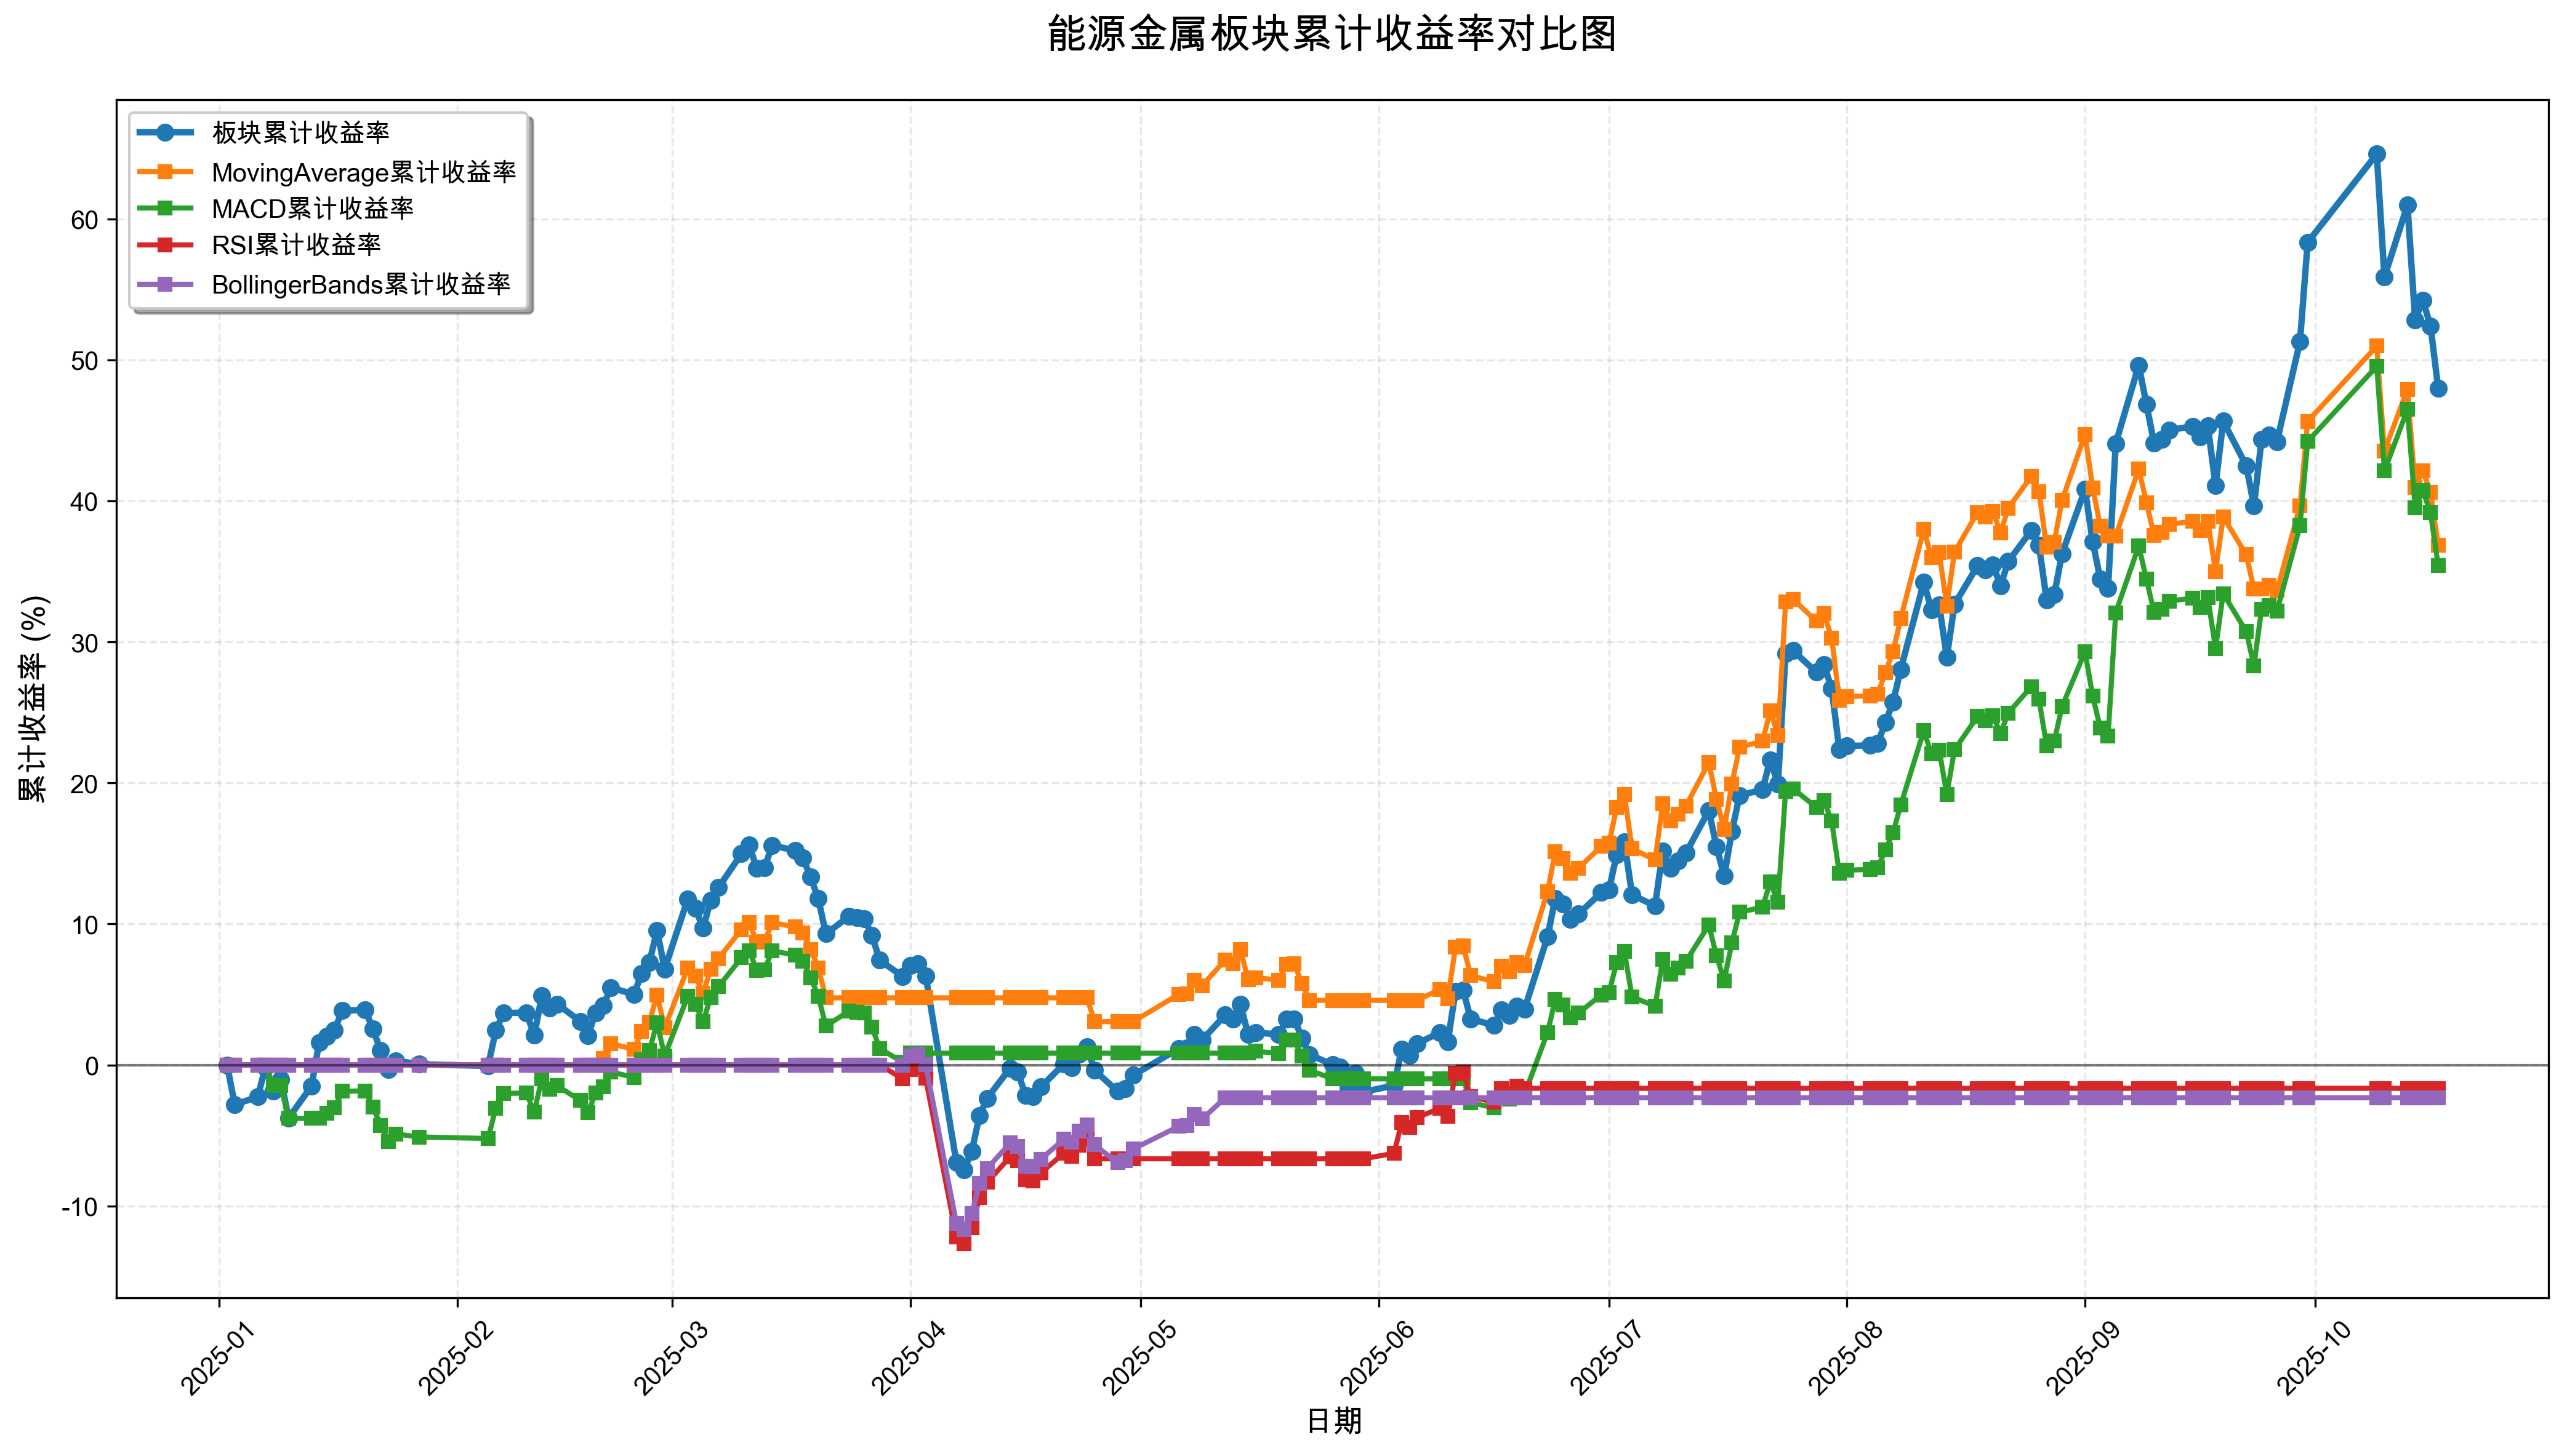 能源金属板块累计收益率对比图
板块累计收益率
MovingAverage累计收益率
MACD累计收益率
RSI累计收益率
BollingerBands累计收益率
累计收益率 (%)
60
50
40
30
20
10
0
-10
2025-01
2025-02
2025-03
2025-04
2025-05
2025-06
2025-07
2025-08
2025-09
2025-10
日期